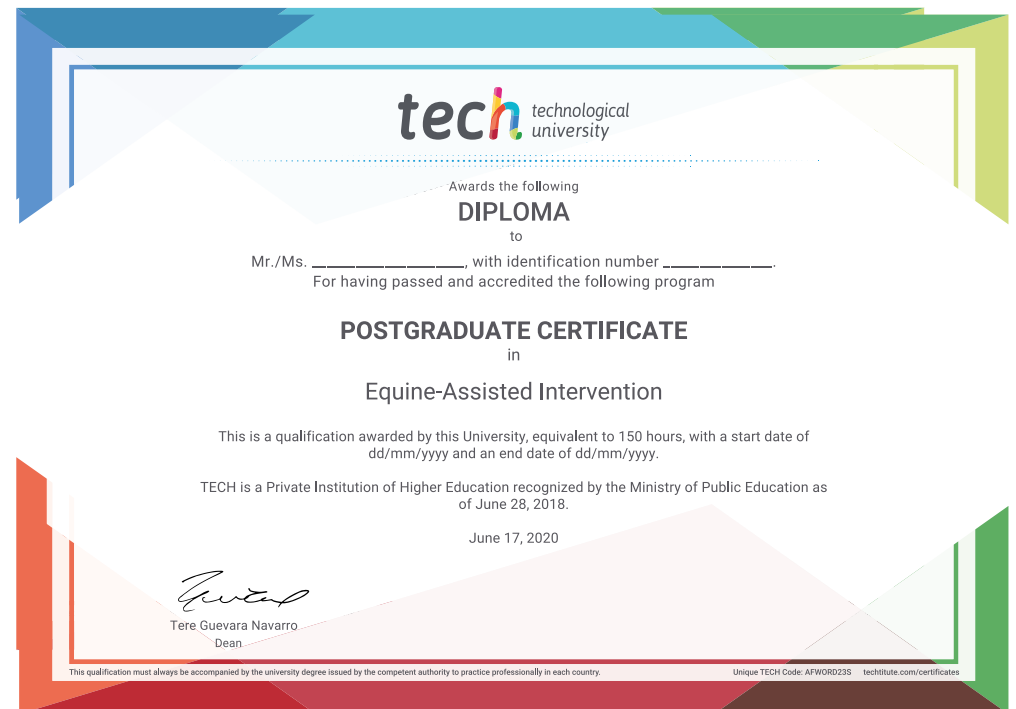 tech technological
university
Awards the following
DIPLOMA
to
Mr./Ms. ____________________, with identification number ______________.
For having passed and accredited the following program
POSTGRADUATE CERTIFICATE
in
Equine-Assisted Intervention
This is a qualification awarded by this University, equivalent to 150 hours, with a start date of
dd/mm/yyyy and an end date of dd/mm/yyyy.
TECH is a Private Institution of Higher Education recognized by the Ministry of Public Education as
of June 28, 2018.
June 17, 2020
Tere Guevara Navarro
Dean
This qualification must always be accompanied by the university degree issued by the competent authority to practice professionally in each country. Unique TECH Code: AFWORD23S techtitute.com/certificates